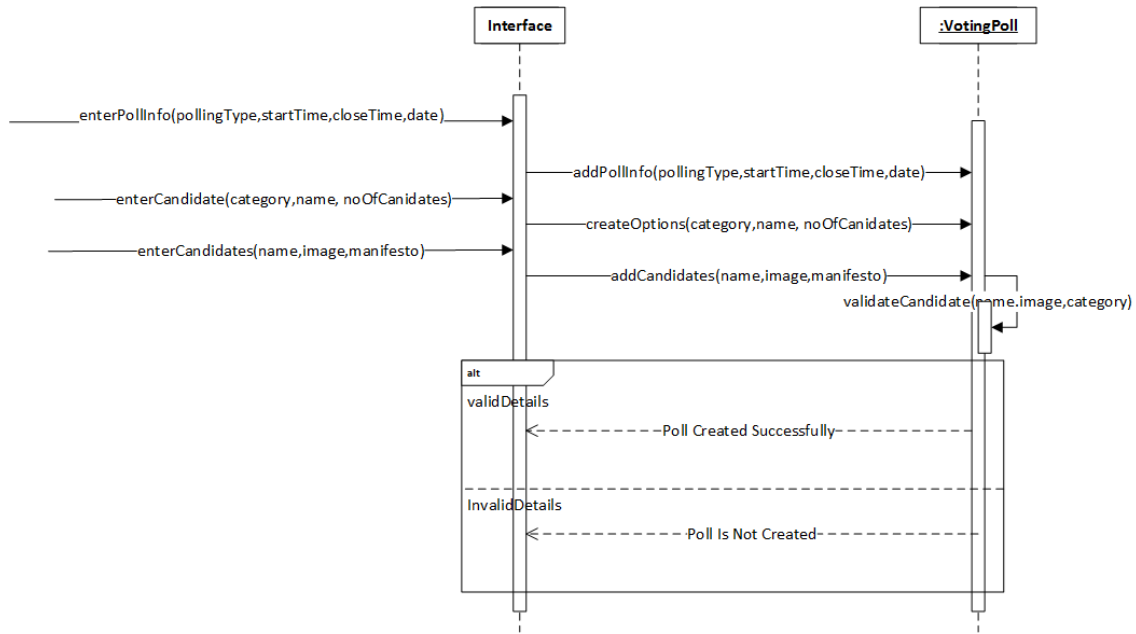 Interface
:VotingPoll
enterPollInfo(pollingType,startTime,closeTime,date)
addPollInfo(pollingType,startTime,closeTime,date)
enterCandidate(category,name, noOfCanidates)
createOptions(category,name, noOfCanidates)
enterCandidates(name,image,manifesto)
addCandidates(name,image,manifesto)
validateCandidate(name.image,category)
alt
validDetails
Poll Created Successfully
InvalidDetails
Poll Is Not Created